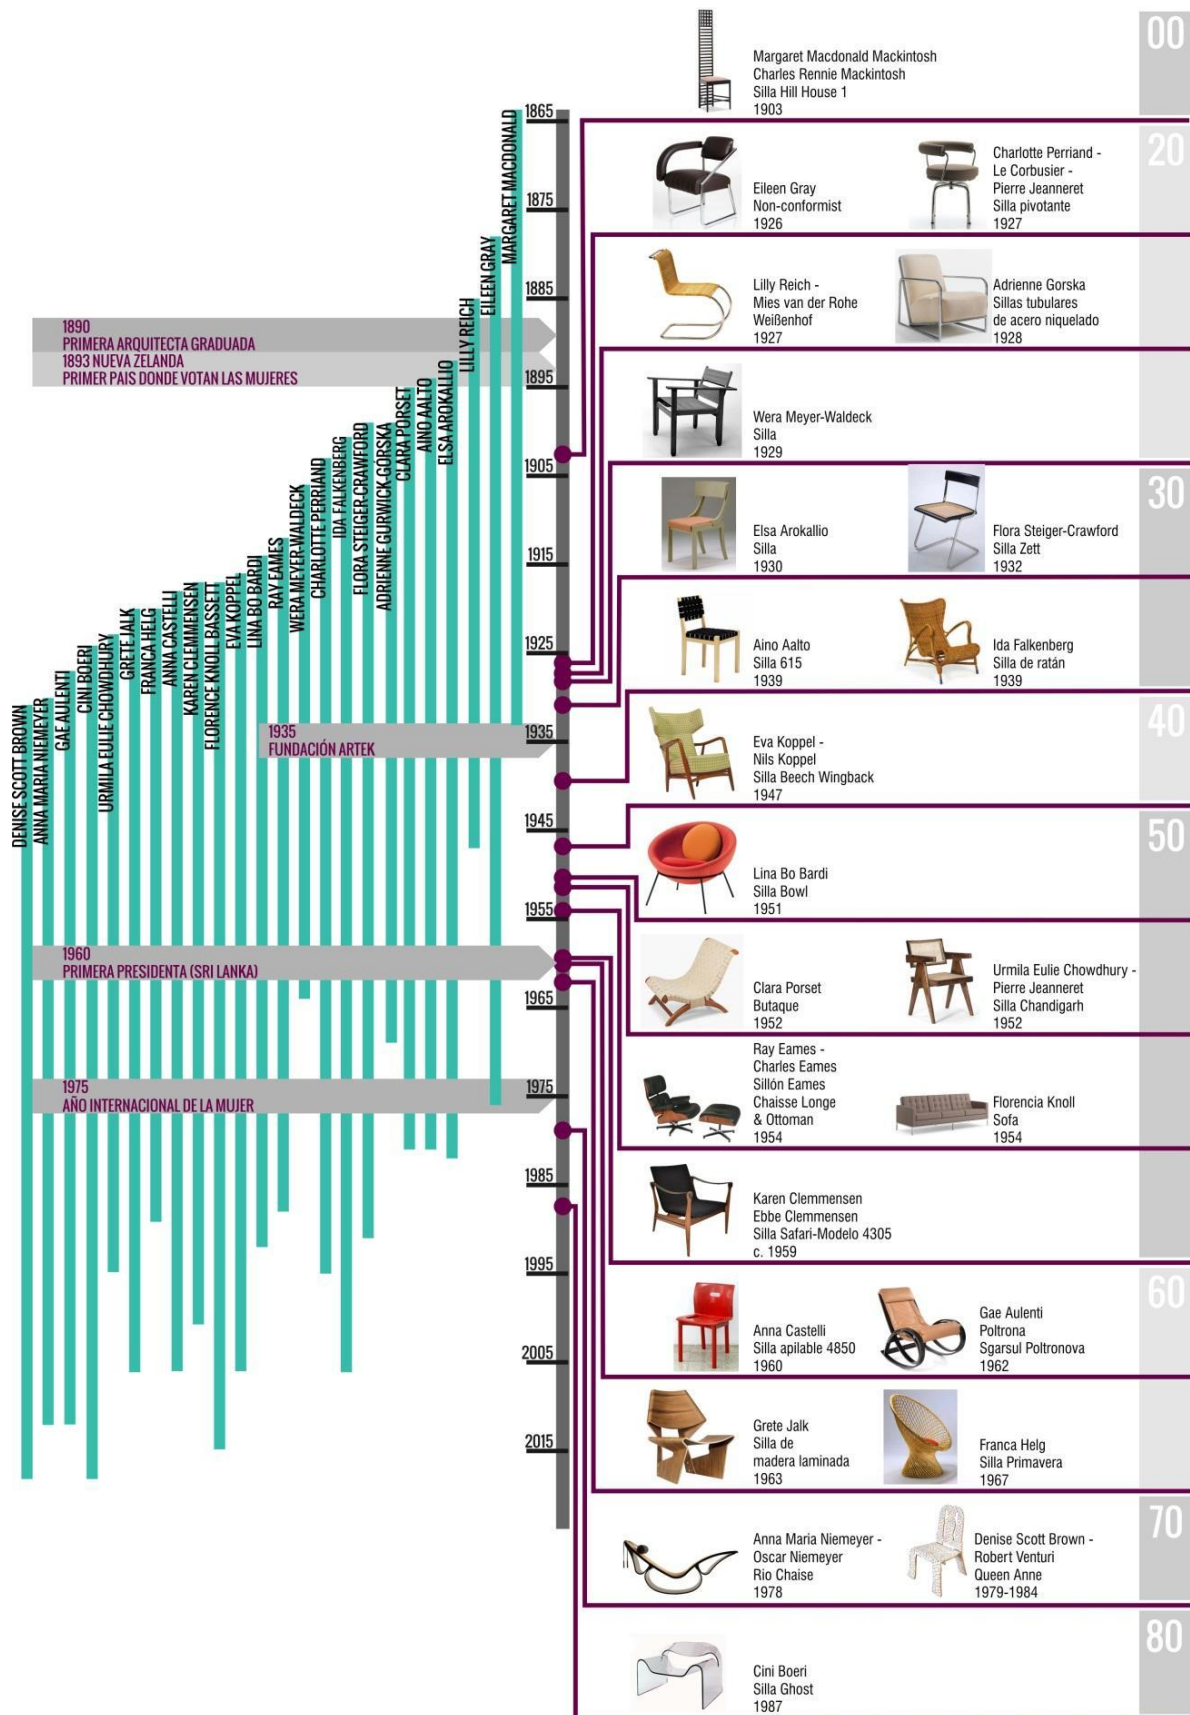 00
Margaret Macdonald Mackintosh
Charles Rennie Mackintosh
Silla Hill House 1
1903
20
Eileen Gray
Non-conformist
1926
Charlotte Perriand -
Le Corbusier -
Pierre Jeanneret
Silla pivotante
1927
Lilly Reich -
Mies van der Rohe
Weißenhof
1927
Adrienne Gorska
Sillas tubulares
de acero niquelado
1928
Wera Meyer-Waldeck
Silla
1929
30
Elsa Arokallio
Silla
1930
Flora Steiger-Crawford
Silla Zett
1932
Aino Aalto
Silla 615
1939
Ida Falkenberg
Silla de ratán
1939
40
Eva Koppel -
Nils Koppel
Silla Beech Wingback
1947
50
Lina Bo Bardi
Silla Bowl
1951
Clara Porset
Butaque
1952
Urmila Eulie Chowdhury -
Pierre Jeanneret
Silla Chandigarh
1952
Ray Eames -
Charles Eames
Sillón Eames
Chaisse Longe
& Ottoman
1954
Florencia Knoll
Sofa
1954
Karen Clemmensen
Ebbe Clemmensen
Silla Safari-Modelo 4305
c. 1959
60
Anna Castelli
Silla apilable 4850
1960
Gae Aulenti
Poltrona
Sgarsul Poltronova
1962
Grete Jalk
Silla de
madera laminada
1963
Franca Helg
Silla Primavera
1967
70
Anna Maria Niemeyer -
Oscar Niemeyer
Rio Chaise
1978
Denise Scott Brown -
Robert Venturi
Queen Anne
1979-1984
80
Cini Boeri
Silla Ghost
1987
1865
1875
1885
1895
1905
1915
1925
1935
1945
1955
1965
1975
1985
1995
2005
2015
1890
PRIMERA ARQUITECTA GRADUADA
1893 NUEVA ZELANDA
PRIMER PAIS DONDE VOTAN LAS MUJERES
1935
FUNDACIÓN ARTEK
1960
PRIMERA PRESIDENTA (SRI LANKA)
1975
AÑO INTERNACIONAL DE LA MUJER
DENISE SCOTT BROWN
ANNA MARIA NIEMEYER
GAE AULENTI
CINI BOERI
URMILA EULIE CHOWDHURY
GRETE JALK
FRANCA HELG
ANNA CASTELLI
KAREN CLEMMENSEN
FLORENCE KNOLL BASSETT
EVA KOPPEL
LINA BO BARDI
RAY EAMES
WERA MEYER-WALDECK
CHARLOTTE PERRIAND
IDA FALKENBERG
FLORA STEIGER-CRAWFORD
ADRIENNE GURWICK-GÓRSKA
CLARA PORSET
AINO AALTO
ELSA AROKALLIO
LILLY REICH
EILEEN GRAY
MARGARET MACDONALD